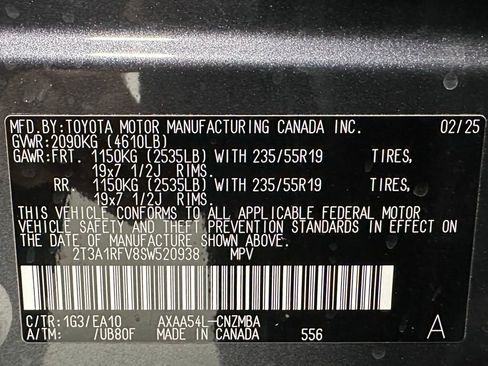 MFD.BY:TOYOTA MOTOR MANUFACTURING CANADA INC. 02/25
GVWR:2090KG (4610LB)
GAWR:FRT. 1150KG (2535LB) WITH 235/55R19 TIRES,
19x7 1/2J RIMS.
RR. 1150KG (2535LB) WITH 235/55R19 TIRES,
19x7 1/2J RIMS.
THIS VEHICLE CONFORMS TO ALL APPLICABLE FEDERAL MOTOR
VEHICLE SAFETY AND THEFT PREVENTION STANDARDS IN EFFECT ON
THE DATE OF MANUFACTURE SHOWN ABOVE.
2T3A1RFV8SW520938 MPV
C/TR:1G3/EA10 AXAA54L-CNZMBA
A/TM: /UB80F MADE IN CANADA 556 A